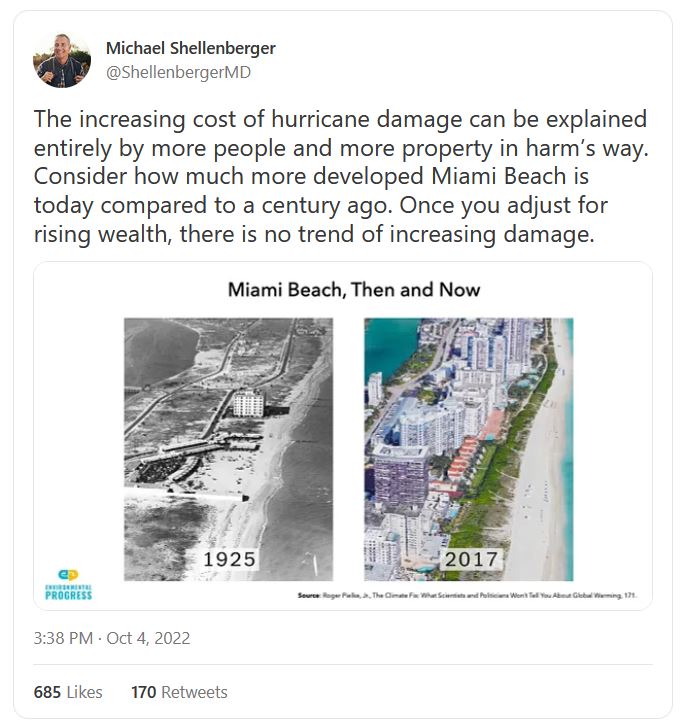 Michael Shellenberger
@ShellenbergerMD
The increasing cost of hurricane damage can be explained
entirely by more people and more property in harm’s way.
Consider how much more developed Miami Beach is
today compared to a century ago. Once you adjust for
rising wealth, there is no trend of increasing damage.
Miami Beach, Then and Now
1925
2017
ENVIRONMENTAL
PROGRESS
Source: Roger Pielke, Jr., The Climate Fix: What Scientists and Politicians Won't Tell You About Global Warming, 171.
3:38 PM · Oct 4, 2022
685 Likes 170 Retweets